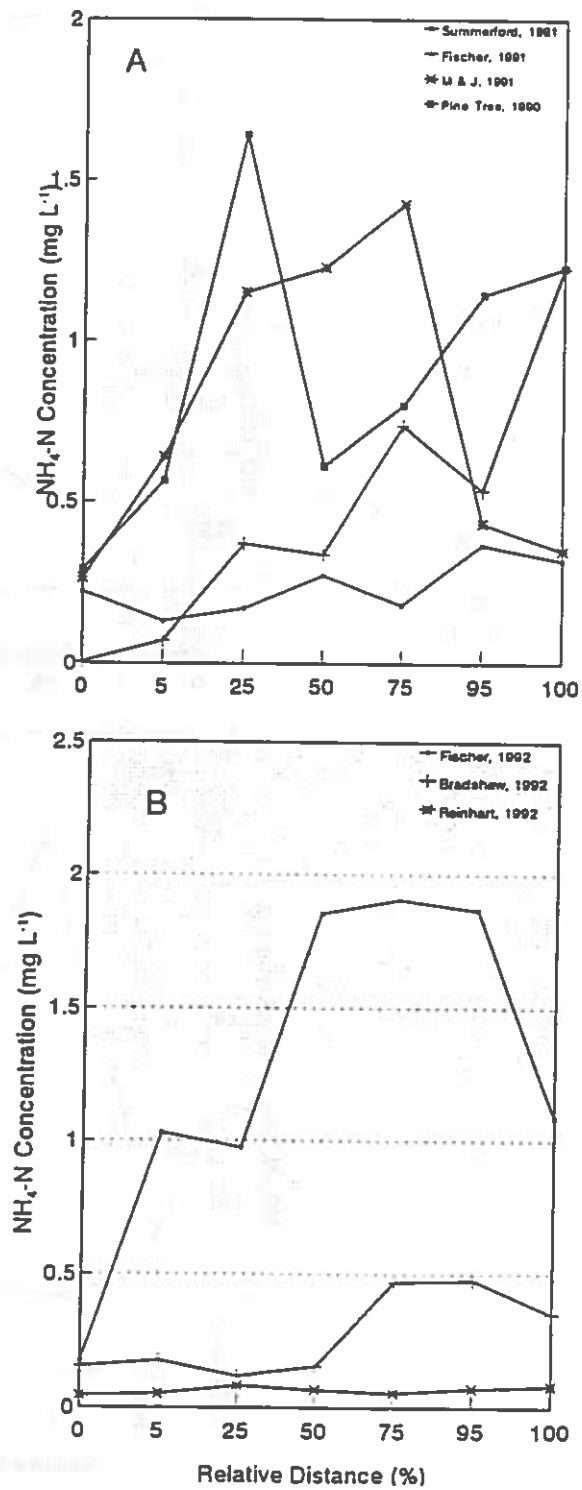 2
A
Summerford, 1991
Fischer, 1991
M & J, 1991
Pine Tree, 1990
1.5
1
0.5
0
NH₄-N Concentration (mg L⁻¹)
0 5 25 50 75 95 100
2.5
B
Fischer, 1992
Bradshaw, 1992
Reinhart, 1992
2
1.5
1
0.5
0
NH₄-N Concentration (mg L⁻¹)
0 5 25 50 75 95 100
Relative Distance (%)